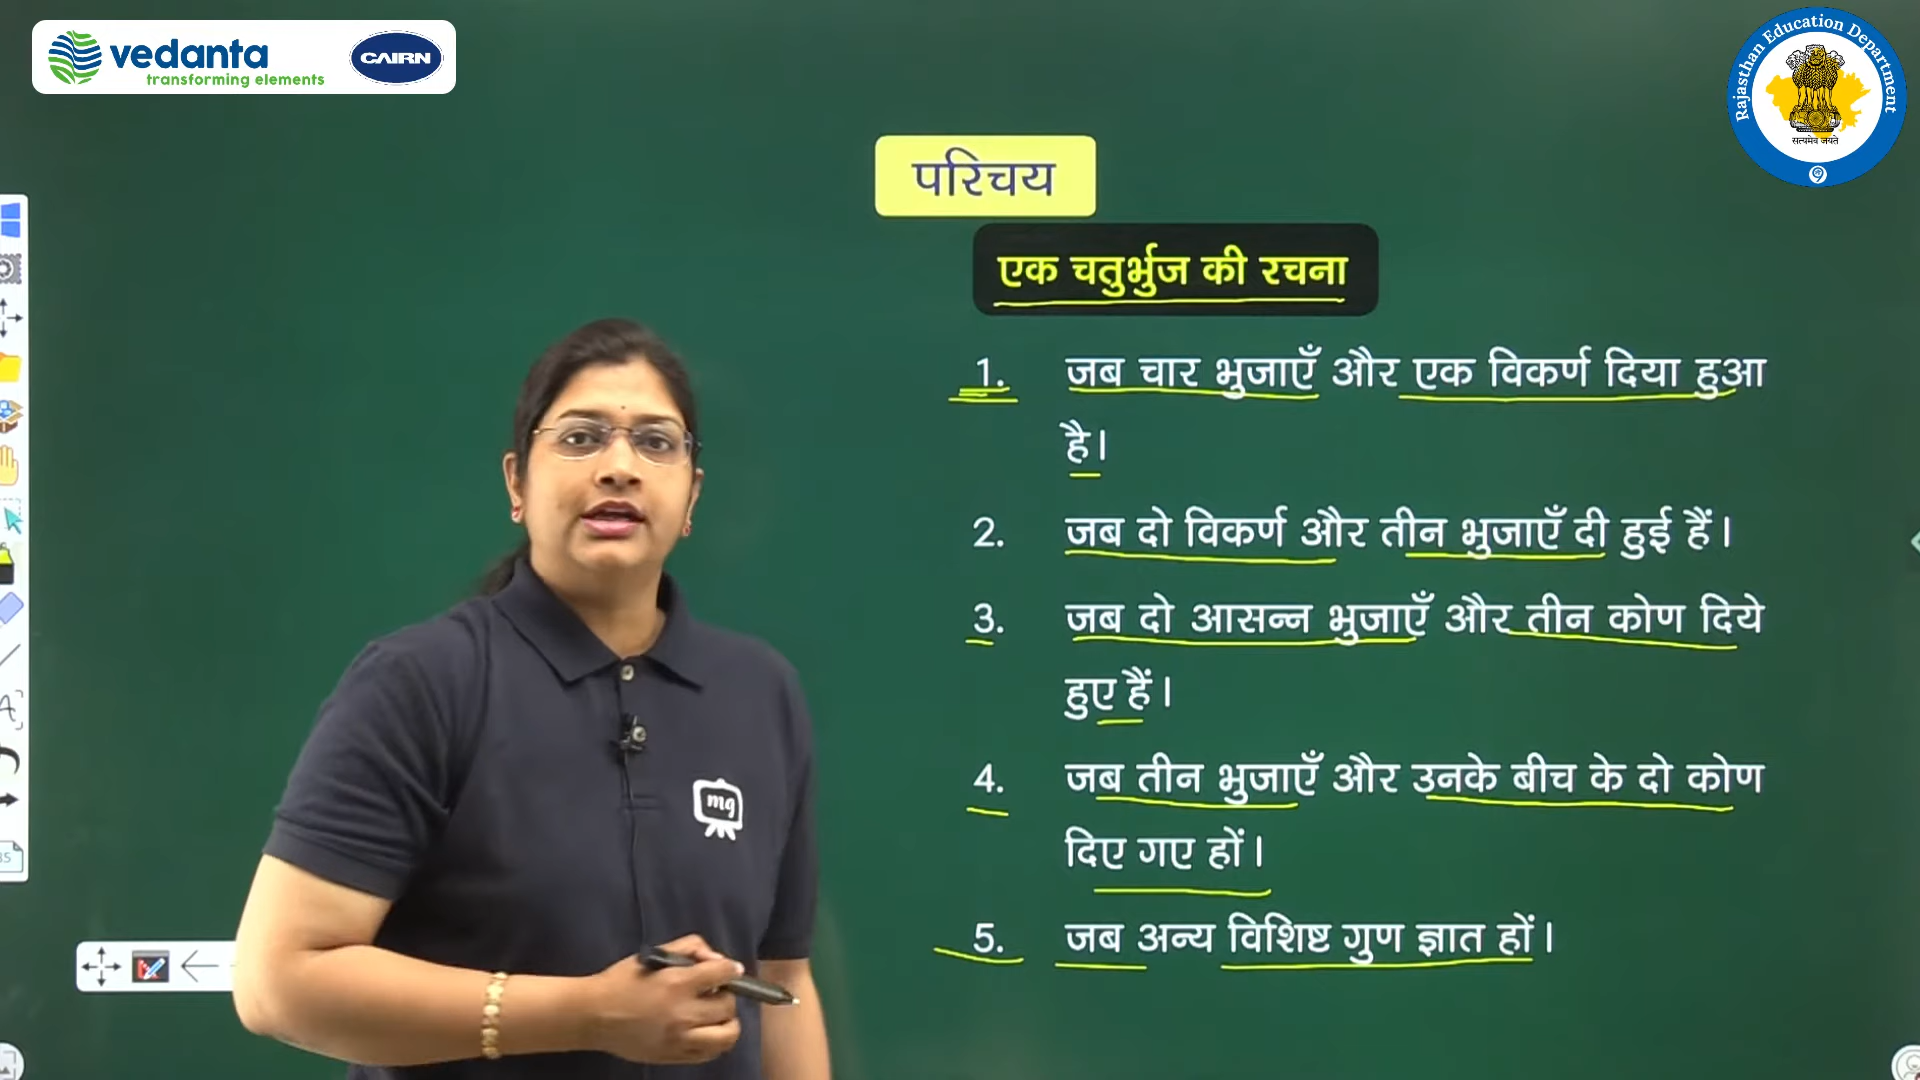 vedanta
transforming elements
CAIRN
Rajasthan Education Department
सत्यमेव जयते
परिचय
एक चतुर्भुज की रचना
1. जब चार भुजाएँ और एक विकर्ण दिया हुआ
है।
2. जब दो विकर्ण और तीन भुजाएँ दी हुई हैं।
3. जब दो आसन्न भुजाएँ और तीन कोण दिये
हुए हैं।
4. जब तीन भुजाएँ और उनके बीच के दो कोण
दिए गए हों।
5. जब अन्य विशिष्ट गुण ज्ञात हों।
mg